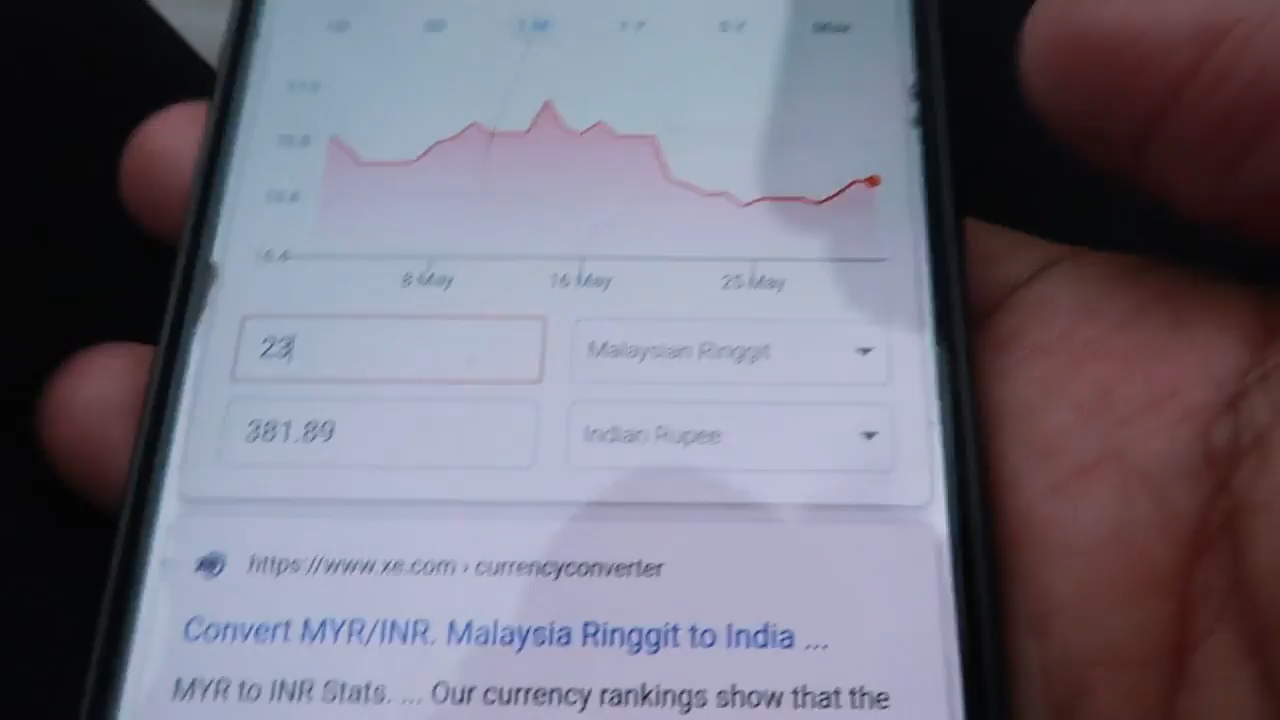 Max
8 May 16 May 25 May
23 Malaysian Ringgit
381.89 Indian Rupee
https://www.xe.com › currencyconverter
Convert MYR/INR. Malaysia Ringgit to India ...
MYR to INR Stats. ... Our currency rankings show that the